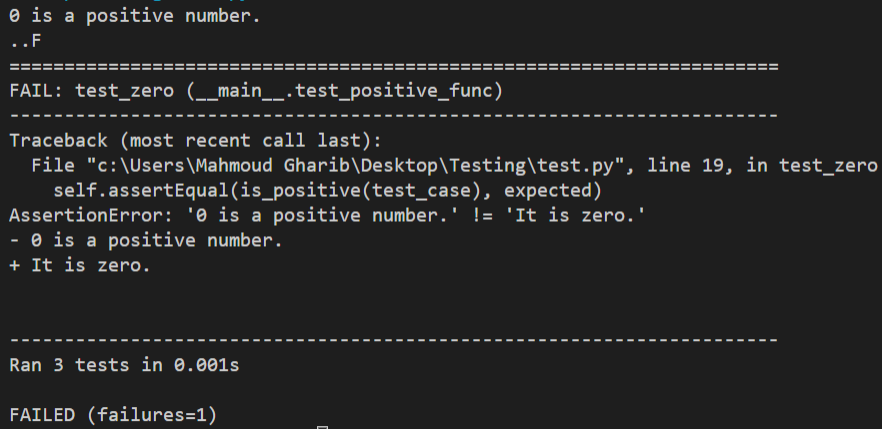 0 is a positive number.
..F
======================================================================
FAIL: test_zero (__main__.test_positive_func)
----------------------------------------------------------------------
Traceback (most recent call last):
  File "c:\Users\Mahmoud Gharib\Desktop\Testing\test.py", line 19, in test_zero
    self.assertEqual(is_positive(test_case), expected)
AssertionError: '0 is a positive number.' != 'It is zero.'
- 0 is a positive number.
+ It is zero.
----------------------------------------------------------------------
Ran 3 tests in 0.001s
FAILED (failures=1)